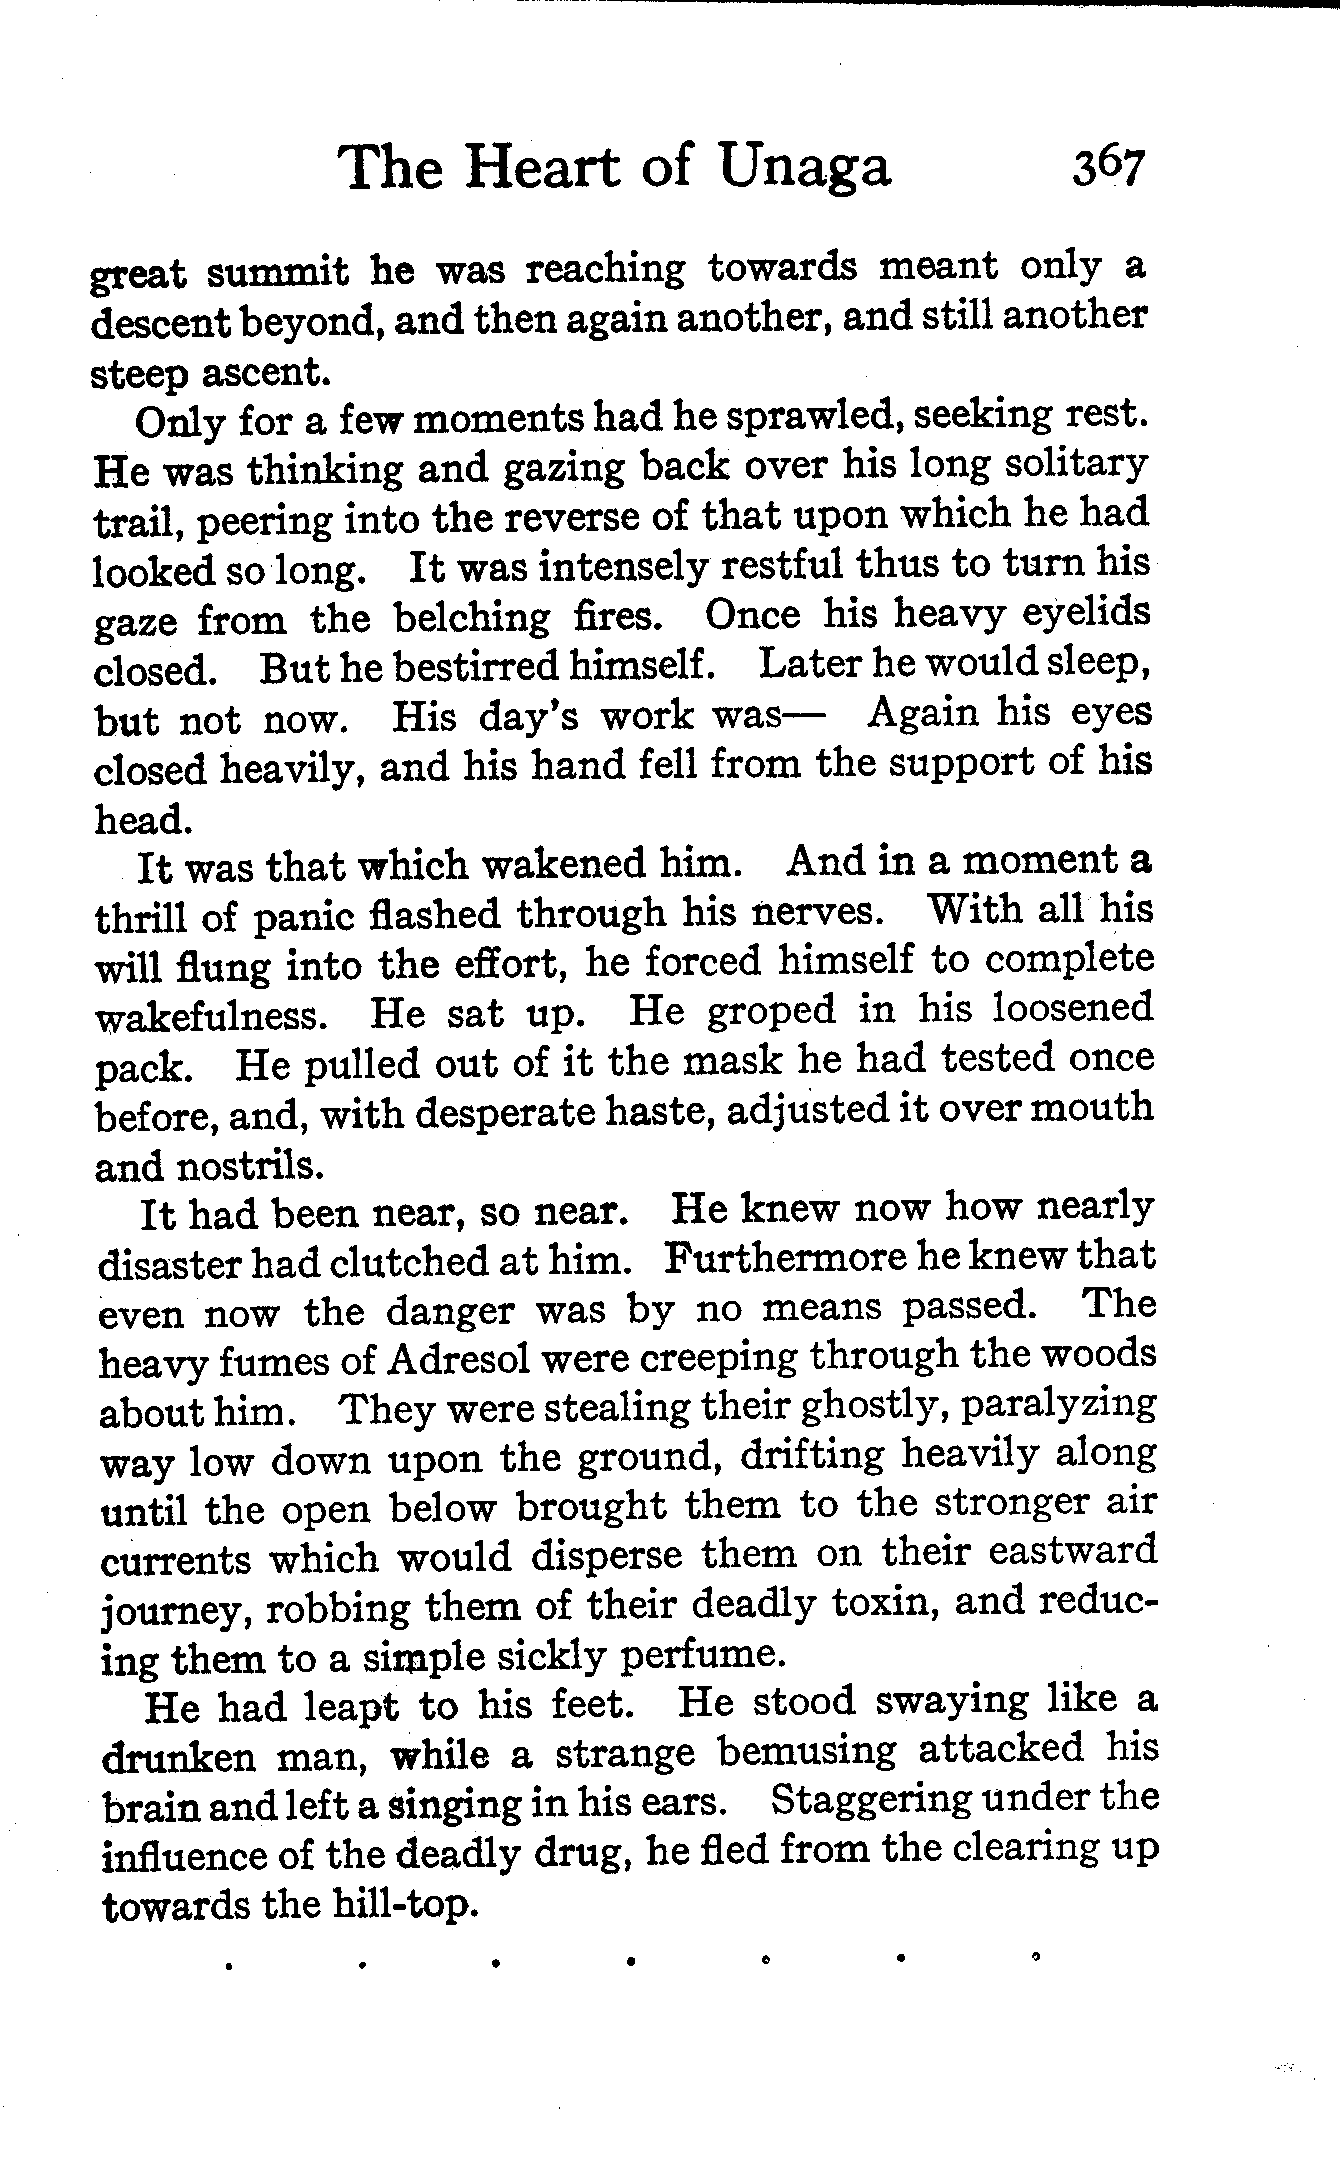 The Heart of Unaga 367
great summit he was reaching towards meant only a
descent beyond, and then again another, and still another
steep ascent.
Only for a few moments had he sprawled, seeking rest.
He was thinking and gazing back over his long solitary
trail, peering into the reverse of that upon which he had
looked so long. It was intensely restful thus to turn his
gaze from the belching fires. Once his heavy eyelids
closed. But he bestirred himself. Later he would sleep,
but not now. His day's work was— Again his eyes
closed heavily, and his hand fell from the support of his
head.
It was that which wakened him. And in a moment a
thrill of panic flashed through his nerves. With all his
will flung into the effort, he forced himself to complete
wakefulness. He sat up. He groped in his loosened
pack. He pulled out of it the mask he had tested once
before, and, with desperate haste, adjusted it over mouth
and nostrils.
It had been near, so near. He knew now how nearly
disaster had clutched at him. Furthermore he knew that
even now the danger was by no means passed. The
heavy fumes of Adresol were creeping through the woods
about him. They were stealing their ghostly, paralyzing
way low down upon the ground, drifting heavily along
until the open below brought them to the stronger air
currents which would disperse them on their eastward
journey, robbing them of their deadly toxin, and reduc-
ing them to a simple sickly perfume.
He had leapt to his feet. He stood swaying like a
drunken man, while a strange bemusing attacked his
brain and left a singing in his ears. Staggering under the
influence of the deadly drug, he fled from the clearing up
towards the hill-top.
. . . . . . .